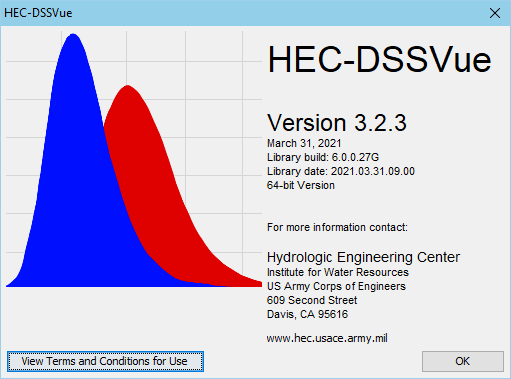 HEC-DSSVue
HEC-DSSVue
Version 3.2.3
March 31, 2021
Library build: 6.0.0.27G
Library date: 2021.03.31.09.00
64-bit Version
For more information contact:
Hydrologic Engineering Center
Institute for Water Resources
US Army Corps of Engineers
609 Second Street
Davis, CA 95616
www.hec.usace.army.mil
View Terms and Conditions for Use
OK